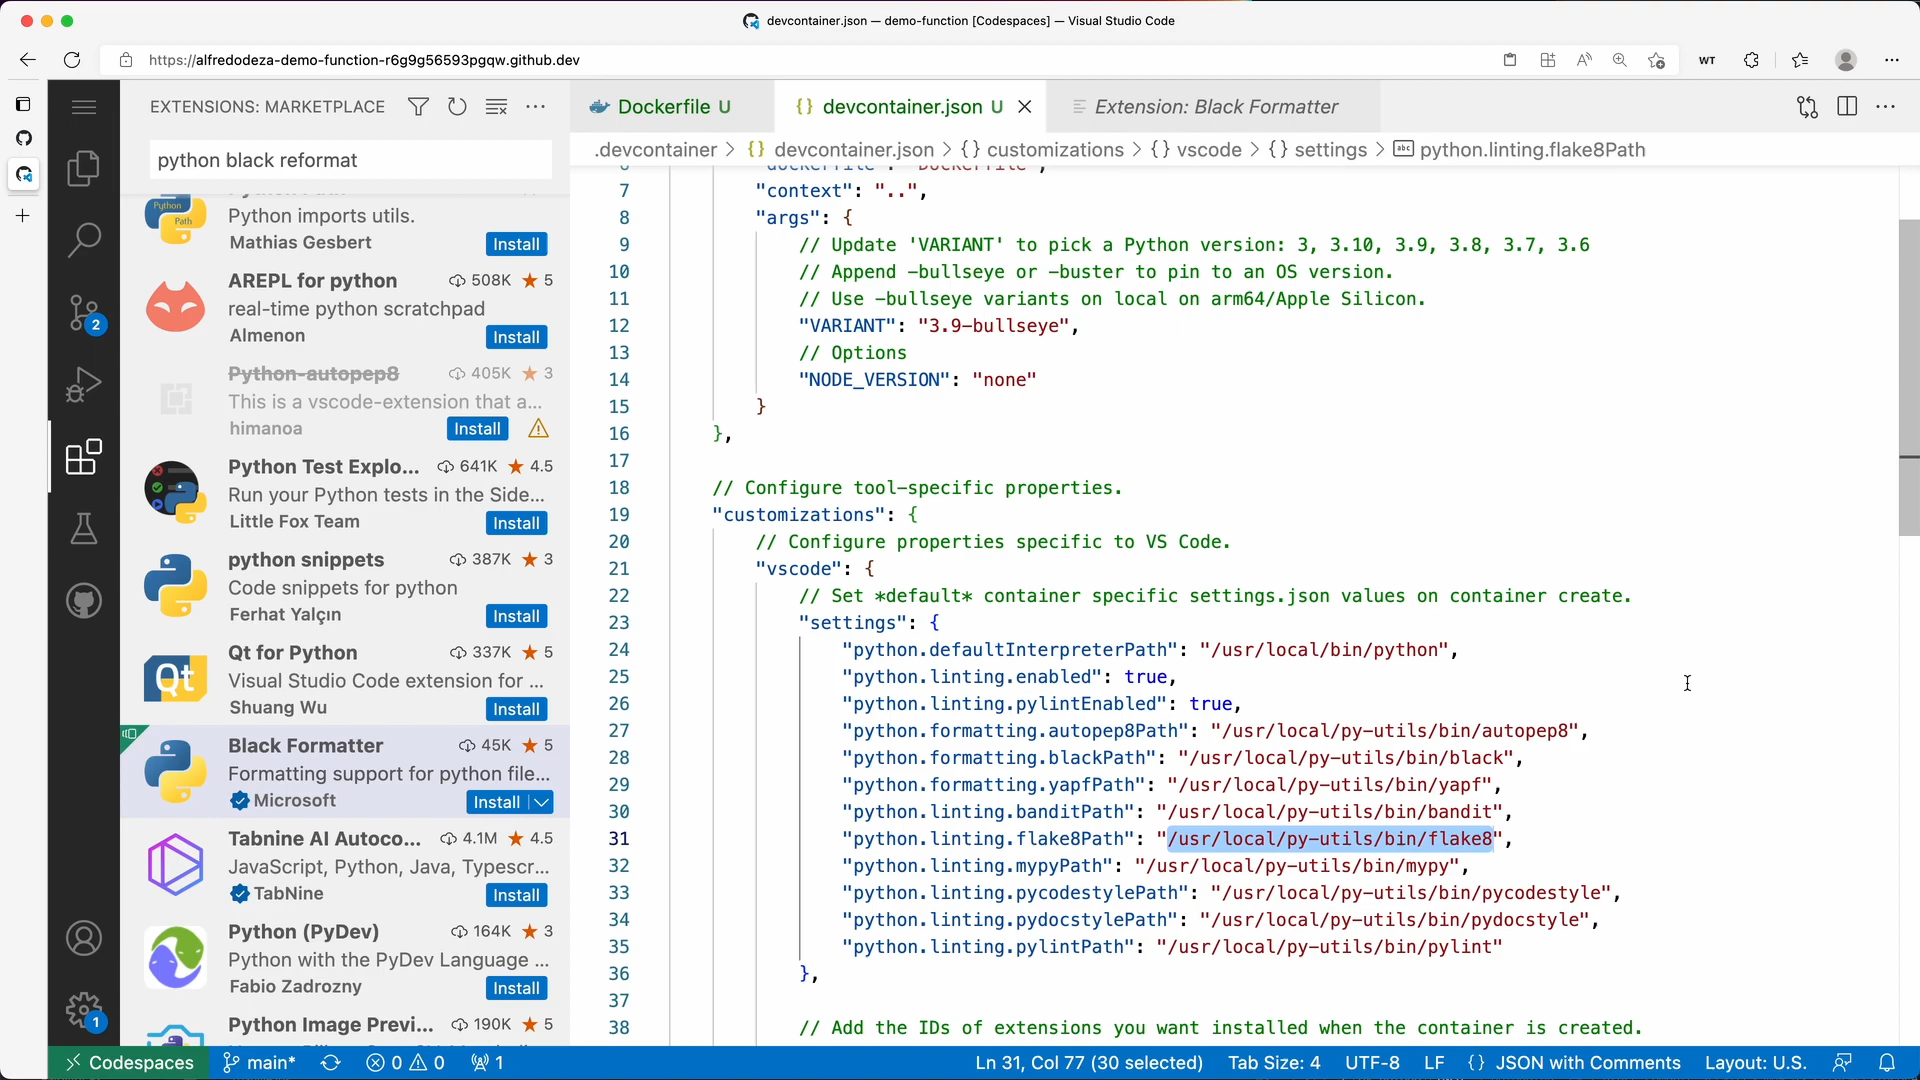 devcontainer.json — demo-function [Codespaces] — Visual Studio Code
https://alfredodeza-demo-function-r6g9g56593pgqw.github.dev
WT
EXTENSIONS: MARKETPLACE
python black reformat
Python imports utils.
Mathias Gesbert
Install
AREPL for python 508K 5
real-time python scratchpad
Almenon
Install
Python-autopep8 405K 3
This is a vscode-extension that a...
himanoa
Install
Python Test Explo... 641K 4.5
Run your Python tests in the Side...
Little Fox Team
Install
python snippets 387K 3
Code snippets for python
Ferhat Yalçın
Install
Qt for Python 337K 5
Visual Studio Code extension for ...
Shuang Wu
Install
Black Formatter 45K 5
Formatting support for python file...
Microsoft
Install
Tabnine AI Autoco... 4.1M 4.5
JavaScript, Python, Java, Typescr...
TabNine
Install
Python (PyDev) 164K 3
Python with the PyDev Language ...
Fabio Zadrozny
Install
Python Image Previ... 190K 5
Python
Path
Qt
2
1
Dockerfile U
{} devcontainer.json U
Extension: Black Formatter
.devcontainer > {} devcontainer.json > {} customizations > {} vscode > {} settings > abc python.linting.flake8Path
7 "context": "..",
8 "args": {
9 // Update 'VARIANT' to pick a Python version: 3, 3.10, 3.9, 3.8, 3.7, 3.6
10 // Append -bullseye or -buster to pin to an OS version.
11 // Use -bullseye variants on local on arm64/Apple Silicon.
12 "VARIANT": "3.9-bullseye",
13 // Options
14 "NODE_VERSION": "none"
15 }
16 },
17
18 // Configure tool-specific properties.
19 "customizations": {
20 // Configure properties specific to VS Code.
21 "vscode": {
22 // Set *default* container specific settings.json values on container create.
23 "settings": {
24 "python.defaultInterpreterPath": "/usr/local/bin/python",
25 "python.linting.enabled": true,
26 "python.linting.pylintEnabled": true,
27 "python.formatting.autopep8Path": "/usr/local/py-utils/bin/autopep8",
28 "python.formatting.blackPath": "/usr/local/py-utils/bin/black",
29 "python.formatting.yapfPath": "/usr/local/py-utils/bin/yapf",
30 "python.linting.banditPath": "/usr/local/py-utils/bin/bandit",
31 "python.linting.flake8Path": "/usr/local/py-utils/bin/flake8",
32 "python.linting.mypyPath": "/usr/local/py-utils/bin/mypy",
33 "python.linting.pycodestylePath": "/usr/local/py-utils/bin/pycodestyle",
34 "python.linting.pydocstylePath": "/usr/local/py-utils/bin/pydocstyle",
35 "python.linting.pylintPath": "/usr/local/py-utils/bin/pylint"
36 },
37
38 // Add the IDs of extensions you want installed when the container is created.
Codespaces main* 0 0 1 Ln 31, Col 77 (30 selected) Tab Size: 4 UTF-8 LF {} JSON with Comments Layout: U.S.